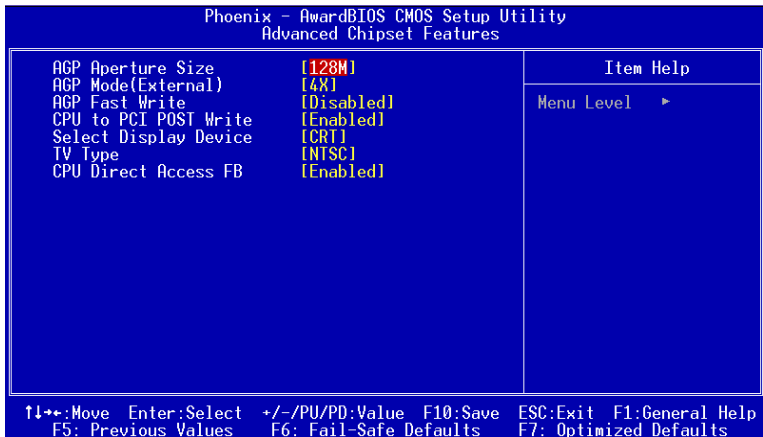 Phoenix - AwardBIOS CMOS Setup Utility
Advanced Chipset Features
AGP Aperture Size [128M]
AGP Mode(External) [4X]
AGP Fast Write [Disabled]
CPU to PCI POST Write [Enabled]
Select Display Device [CRT]
TV Type [NTSC]
CPU Direct Access FB [Enabled]
Item Help
Menu Level ►
↑↓→←:Move Enter:Select +/-/PU/PD:Value F10:Save ESC:Exit F1:General Help
F5: Previous Values F6: Fail-Safe Defaults F7: Optimized Defaults